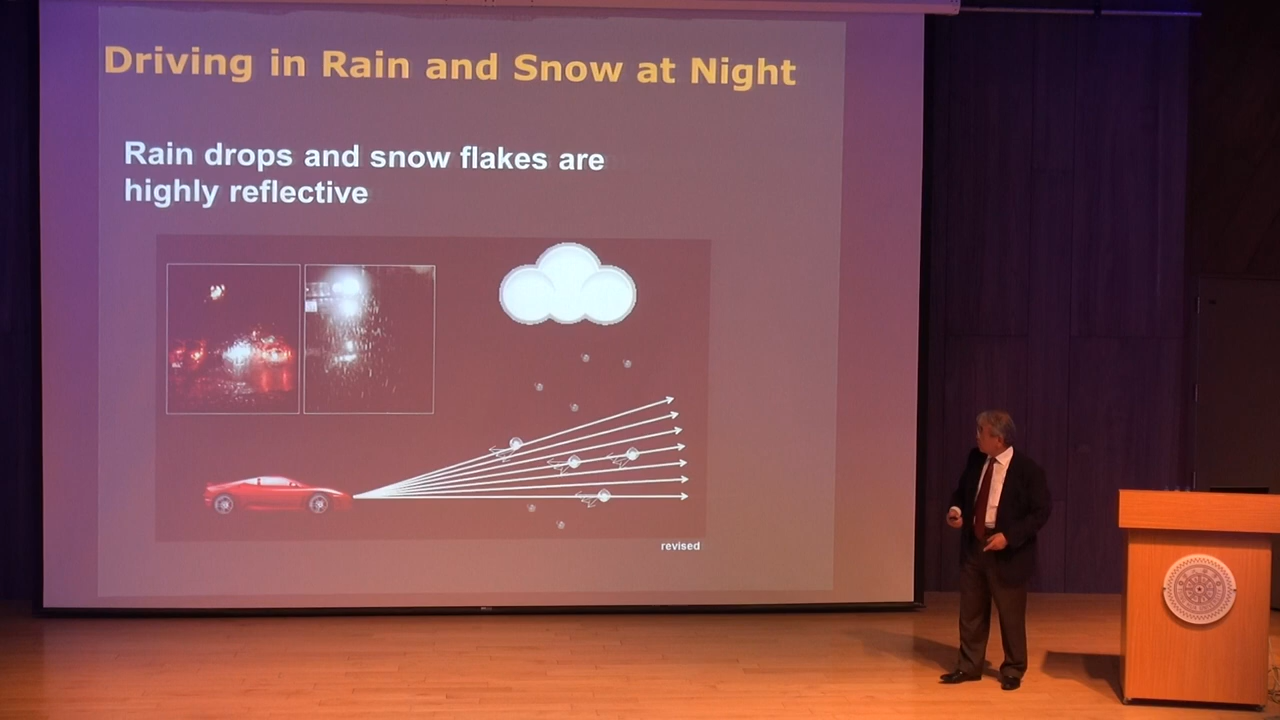 Driving in Rain and Snow at Night
Rain drops and snow flakes are
highly reflective
revised